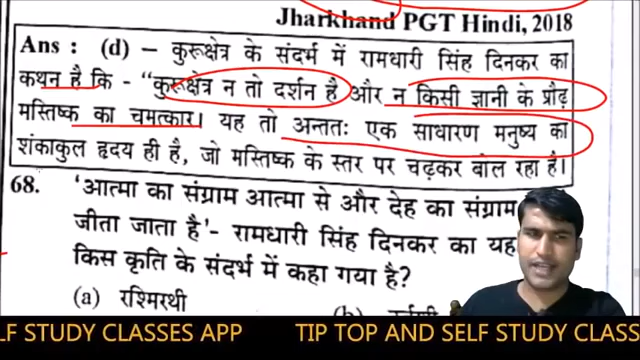 Jharkhand PGT Hindi, 2018
Ans : (d) – कुरूक्षेत्र के संदर्भ में रामधारी सिंह दिनकर का
कथन है कि - “कुरूक्षेत्र न तो दर्शन है और न किसी ज्ञानी के प्रौढ़
मस्तिष्क का चमत्कार। यह तो अन्ततः एक साधारण मनुष्य का
शंकाकुल हृदय ही है, जो मस्तिष्क के स्तर पर चढ़कर बोल रहा है।
68. 'आत्मा का संग्राम आत्मा से और देह का संग्राम
जीता जाता है'- रामधारी सिंह दिनकर का यह
किस कृति के संदर्भ में कहा गया है?
(a) रश्मिरथी
(b)
ELF STUDY CLASSES APP TIP TOP AND SELF STUDY CLASS